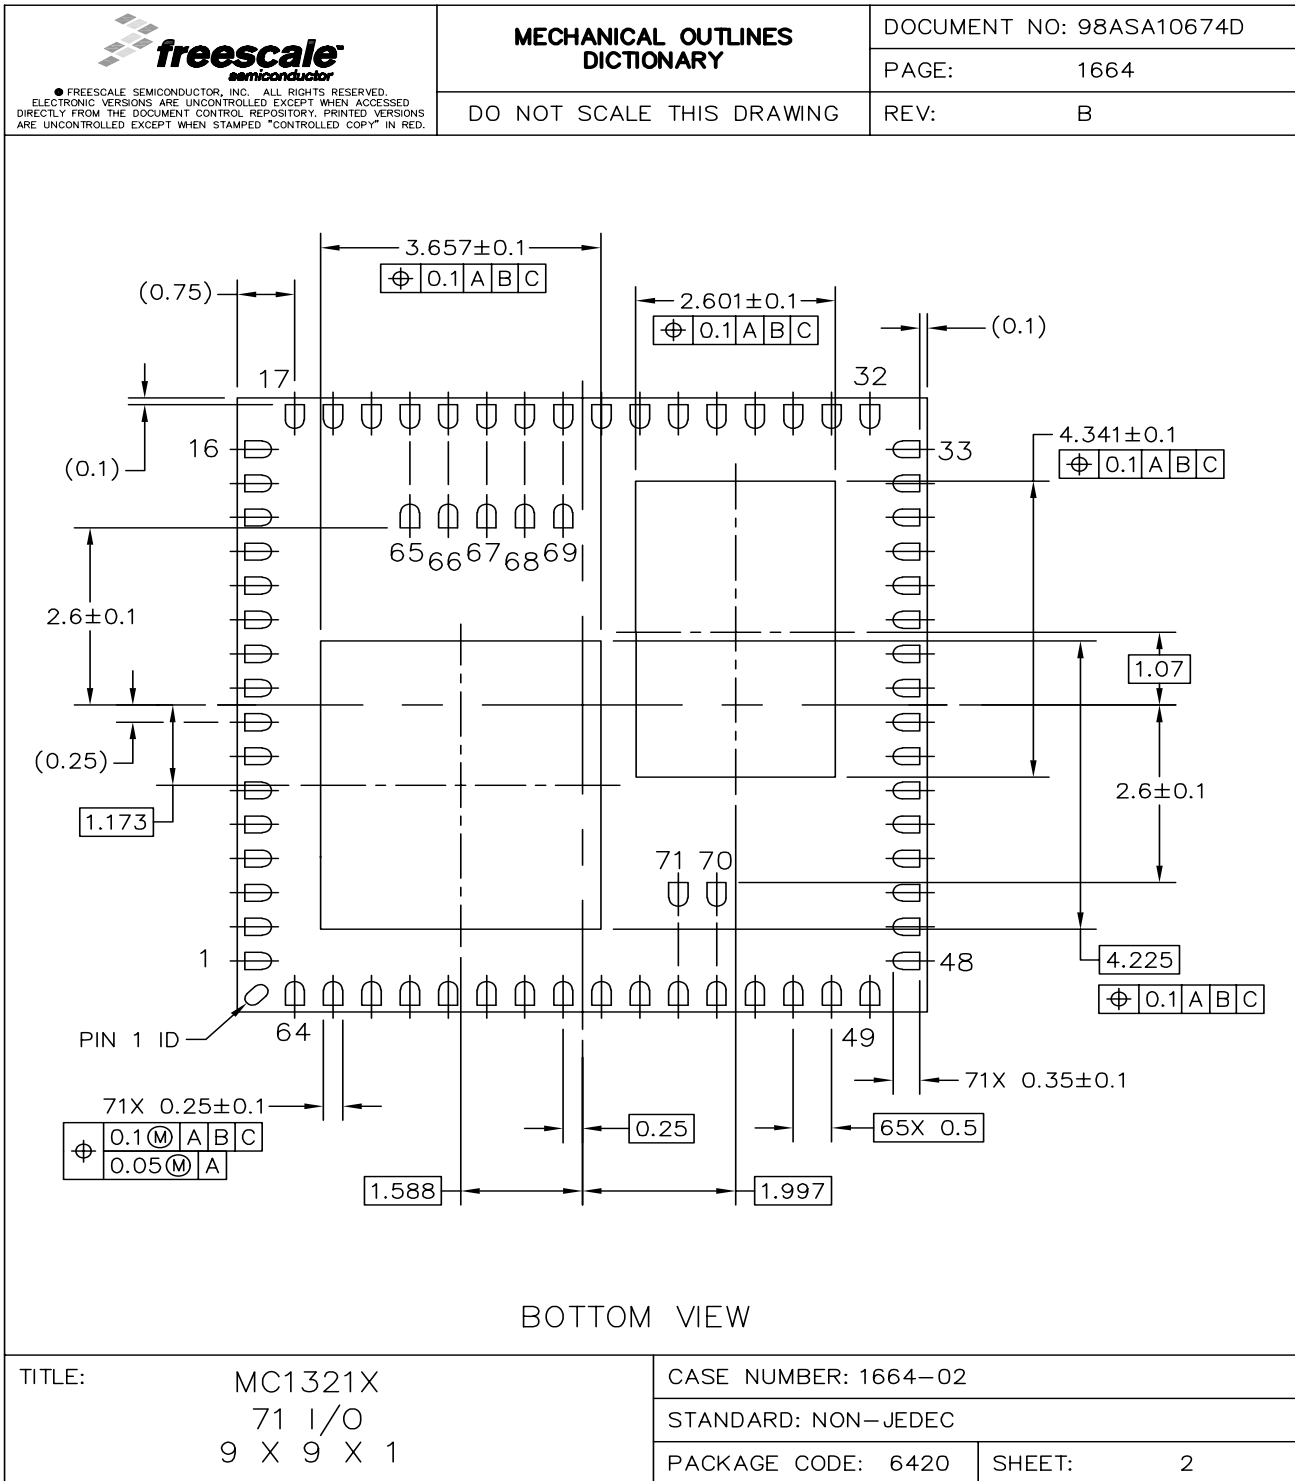 freescale™
semiconductor
● FREESCALE SEMICONDUCTOR, INC. ALL RIGHTS RESERVED.
ELECTRONIC VERSIONS ARE UNCONTROLLED EXCEPT WHEN ACCESSED
DIRECTLY FROM THE DOCUMENT CONTROL REPOSITORY. PRINTED VERSIONS
ARE UNCONTROLLED EXCEPT WHEN STAMPED "CONTROLLED COPY" IN RED.
MECHANICAL OUTLINES
DICTIONARY
DO NOT SCALE THIS DRAWING
DOCUMENT NO: 98ASA10674D
PAGE: 1664
REV: B
3.657±0.1
⌖ 0.1 A B C
(0.75)
2.601±0.1
⌖ 0.1 A B C
(0.1)
17
32
16
33
4.341±0.1
⌖ 0.1 A B C
(0.1)
65 66 67 68 69
2.6±0.1
1.07
(0.25)
1.173
2.6±0.1
71 70
1
48
4.225
⌖ 0.1 A B C
PIN 1 ID
64
49
71X 0.35±0.1
71X 0.25±0.1
⌖ 0.1Ⓜ A B C
0.05Ⓜ A
0.25
65X 0.5
1.588
1.997
BOTTOM VIEW
TITLE:
MC1321X
71 I/O
9 X 9 X 1
CASE NUMBER: 1664-02
STANDARD: NON-JEDEC
PACKAGE CODE: 6420
SHEET: 2